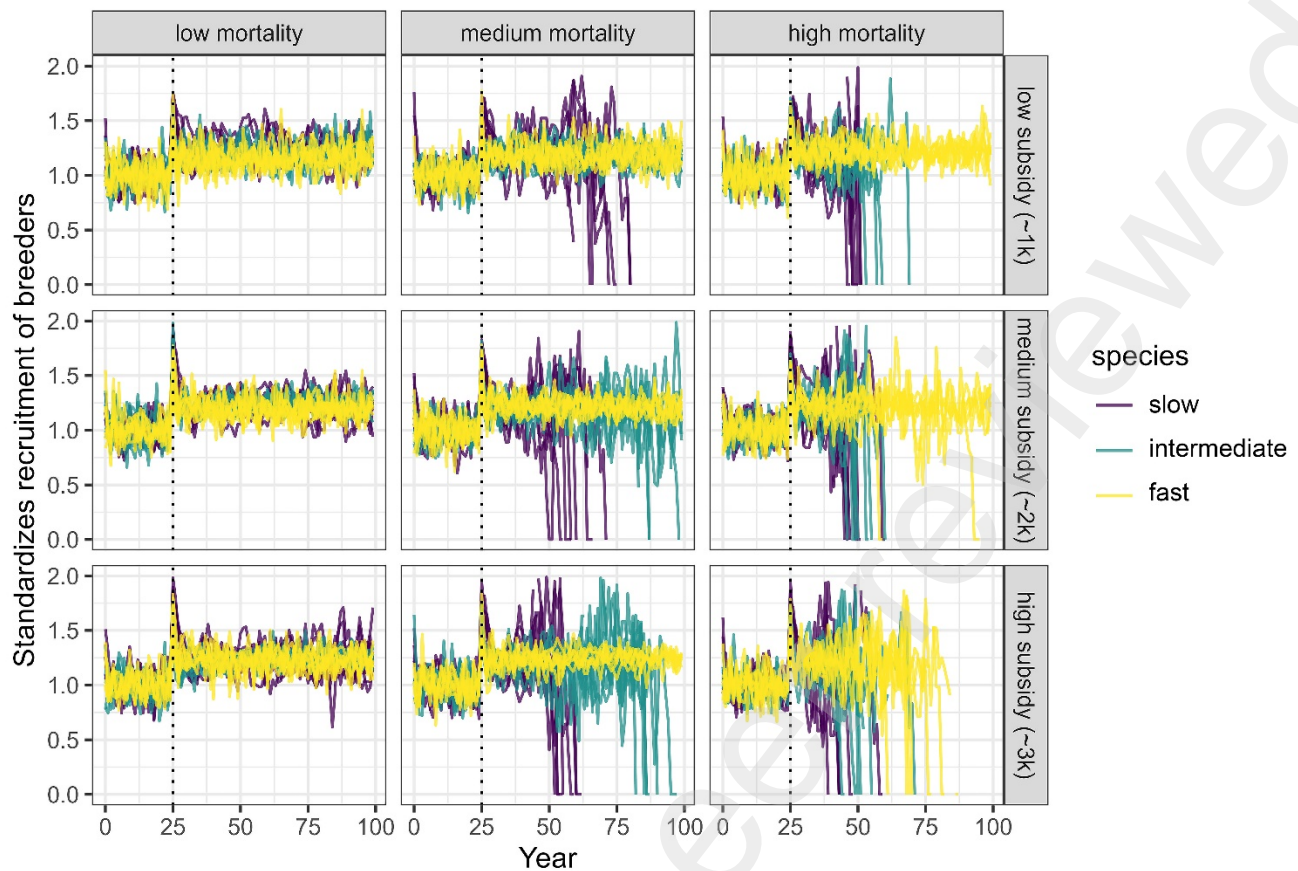 low mortality
medium mortality
high mortality
2.0
1.5
1.0
0.5
0.0
low subsidy (~1k)
2.0
1.5
1.0
0.5
0.0
medium subsidy (~2k)
2.0
1.5
1.0
0.5
0.0
high subsidy (~3k)
0 25 50 75 100
0 25 50 75 100
0 25 50 75 100
Year
Standardizes recruitment of breeders
species
slow
intermediate
fast
eer reviewed